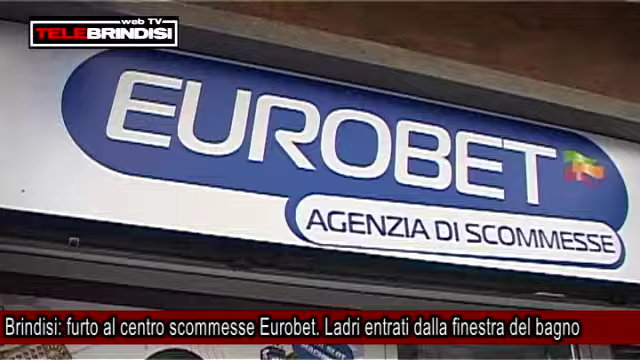 web TV
TELEBRINDISI
EUROBET
AGENZIA DI SCOMMESSE
Brindisi: furto al centro scommesse Eurobet. Ladri entrati dalla finestra del bagno